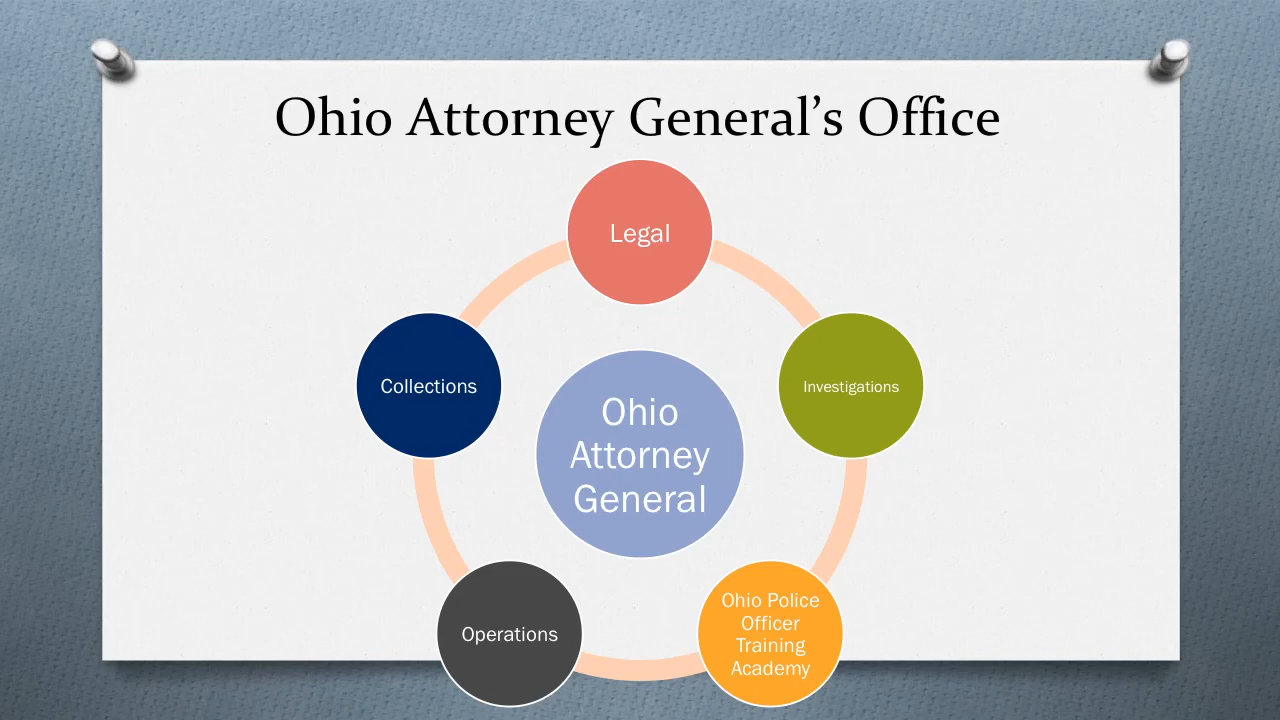 Ohio Attorney General’s Office
Legal
Collections
Investigations
Ohio
Attorney
General
Operations
Ohio Police
Officer
Training
Academy